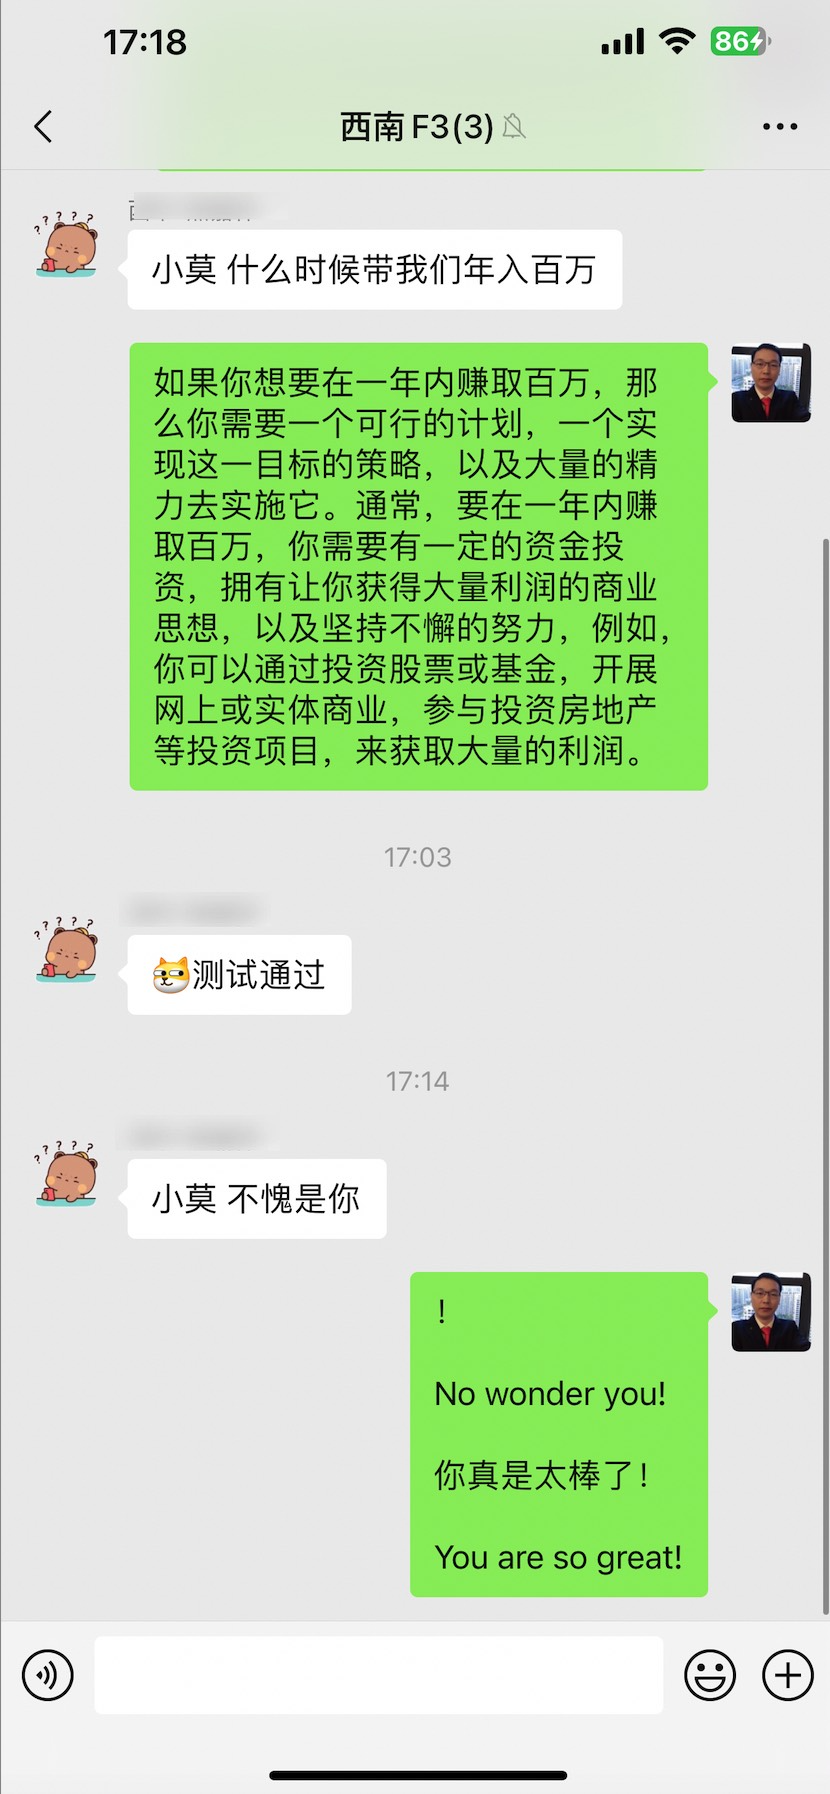 17:18
86
西南F3(3)
小莫 什么时候带我们年入百万
如果你想要在一年内赚取百万，那
么你需要一个可行的计划，一个实
现这一目标的策略，以及大量的精
力去实施它。通常，要在一年内赚
取百万，你需要有一定的资金投
资，拥有让你获得大量利润的商业
思想，以及坚持不懈的努力，例如，
你可以通过投资股票或基金，开展
网上或实体商业，参与投资房地产
等投资项目，来获取大量的利润。
17:03
测试通过
17:14
小莫 不愧是你
！
No wonder you!
你真是太棒了！
You are so great!